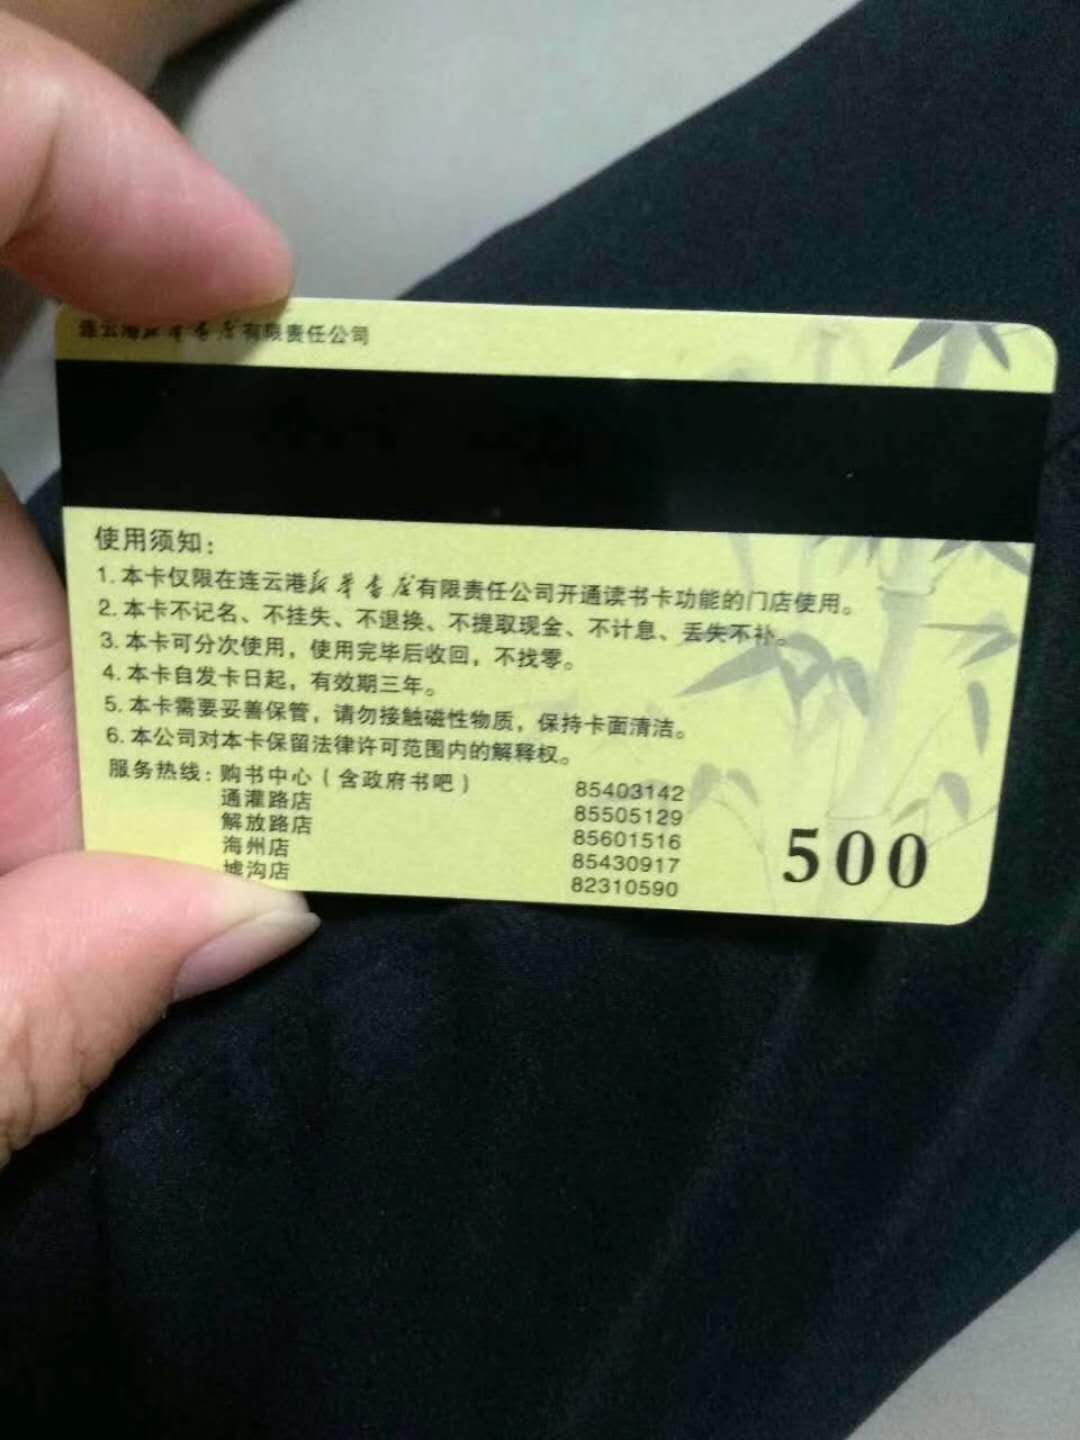 连云港新华书店有限责任公司
使用须知：
1.本卡仅限在连云港新华书店有限责任公司开通读书卡功能的门店使用。
2.本卡不记名、不挂失、不退换、不提取现金、不计息、丢失不补。
3.本卡可分次使用，使用完毕后收回，不找零。
4.本卡自发卡日起，有效期三年。
5.本卡需要妥善保管，请勿接触磁性物质，保持卡面清洁。
6.本公司对本卡保留法律许可范围内的解释权。
服务热线：购书中心（含政府书吧） 85403142
通灌路店 85505129
解放路店 85601516
海州店 85430917
墟沟店 82310590
500